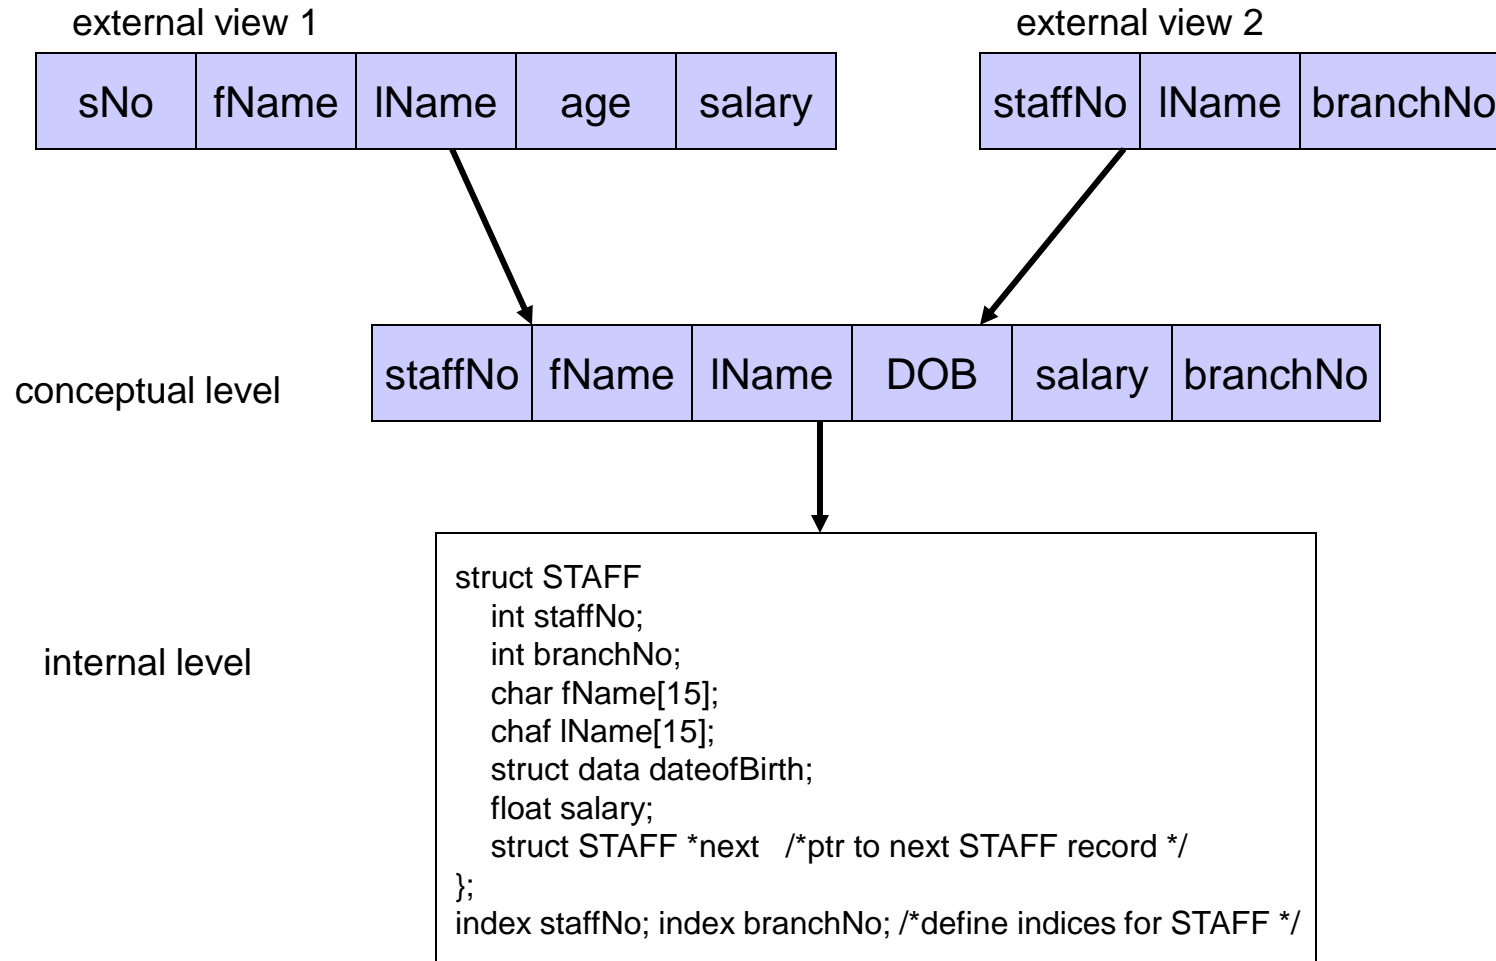 external view 1
external view 2
sNo fName lName age salary
staffNo lName branchNo
conceptual level
staffNo fName lName DOB salary branchNo
internal level
struct STAFF
int staffNo;
int branchNo;
char fName[15];
chaf lName[15];
struct data dateofBirth;
float salary;
struct STAFF *next /*ptr to next STAFF record */
};
index staffNo; index branchNo; /*define indices for STAFF */